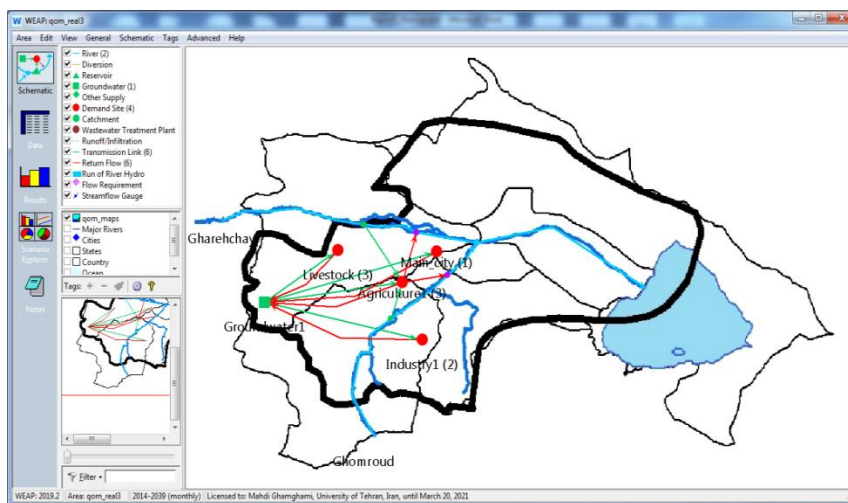 WEAP: qom_real3
Area Edit View General Schematic Tags Advanced Help
Schematic
Data
Results
Scenario Explorer
Notes
River (2)
Diversion
Reservoir
Groundwater (1)
Other Supply
Demand Site (4)
Catchment
Wastewater Treatment Plant
Runoff/Infiltration
Transmission Link (6)
Return Flow (6)
Run of River Hydro
Flow Requirement
Streamflow Gauge
qom_maps
Major Rivers
Cities
States
Country
Ocean
Tags:
Filter
Gharehchay
Livestock (3)
Main_city (1)
Agriculture1 (3)
Groundwater1
Industry1 (2)
Ghomroud
WEAP: 2019.2 Area: qom_real3 2014-2039 (monthly) Licensed to: Mahdi Ghamghami, University of Tehran, Iran, until March 20, 2021